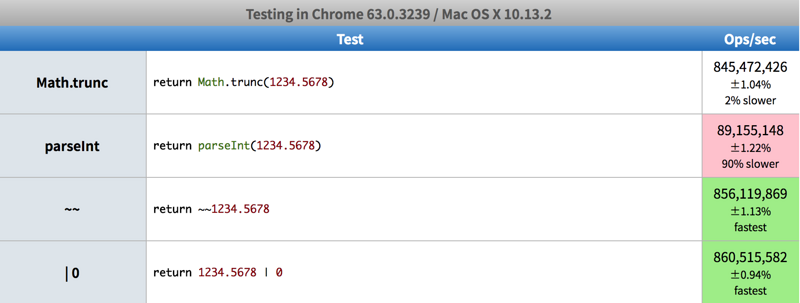 Testing in Chrome 63.0.3239 / Mac OS X 10.13.2
Test Ops/sec
Math.trunc return Math.trunc(1234.5678) 845,472,426
±1.04%
2% slower
parseInt return parseInt(1234.5678) 89,155,148
±1.22%
90% slower
~~ return ~~1234.5678 856,119,869
±1.13%
fastest
| 0 return 1234.5678 | 0 860,515,582
±0.94%
fastest